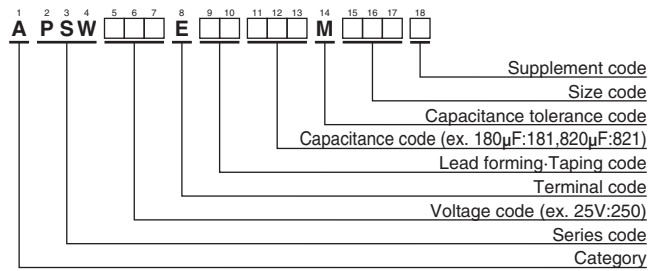 1 2 3 4 5 6 7 8 9 10 11 12 13 14 15 16 17 18
A PSW E M
Supplement code
Size code
Capacitance tolerance code
Capacitance code (ex. 180μF:181,820μF:821)
Lead forming·Taping code
Terminal code
Voltage code (ex. 25V:250)
Series code
Category